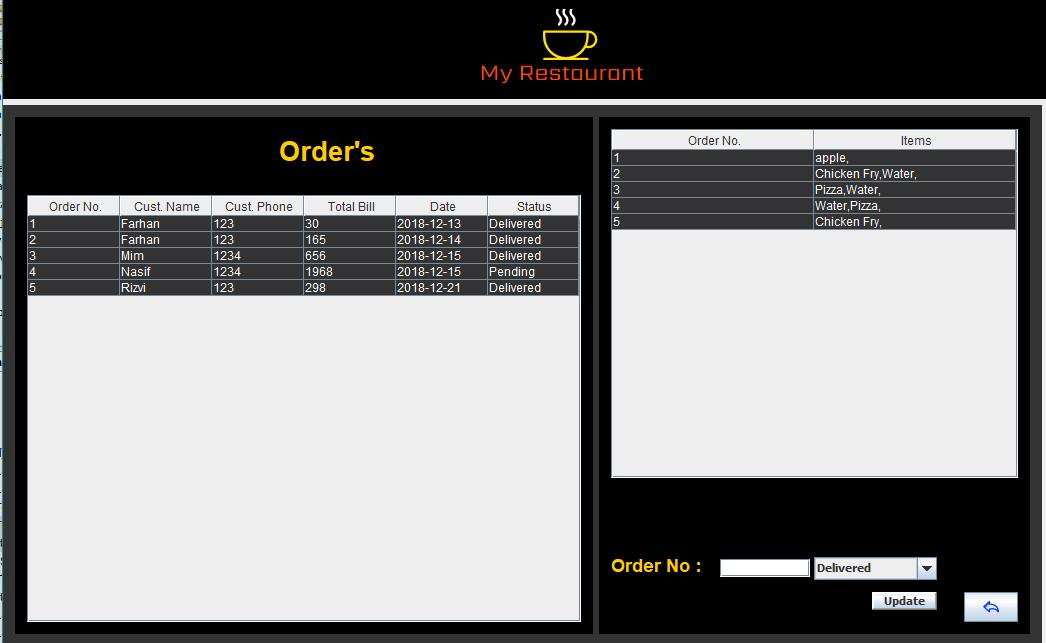 My Restaurant
Order's
Order No. Cust. Name Cust. Phone Total Bill Date Status
1 Farhan 123 30 2018-12-13 Delivered
2 Farhan 123 165 2018-12-14 Delivered
3 Mim 1234 656 2018-12-15 Delivered
4 Nasif 1234 1968 2018-12-15 Pending
5 Rizvi 123 298 2018-12-21 Delivered
Order No. Items
1 apple,
2 Chicken Fry,Water,
3 Pizza,Water,
4 Water,Pizza,
5 Chicken Fry,
Order No : Delivered
Update